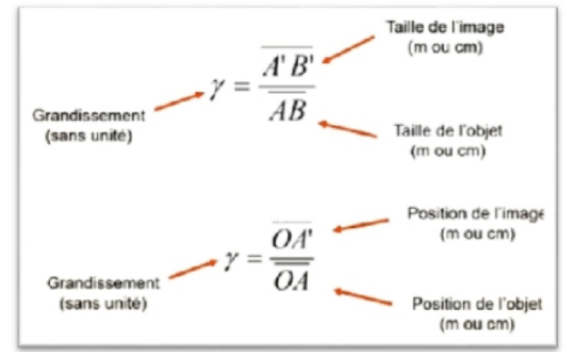 Taille de l'image
(m ou cm)
γ = A' B' / AB
Grandissement
(sans unité)
Taille de l'objet
(m ou cm)
Position de l'image
(m ou cm)
γ = OA' / OA
Grandissement
(sans unité)
Position de l'objet
(m ou cm)